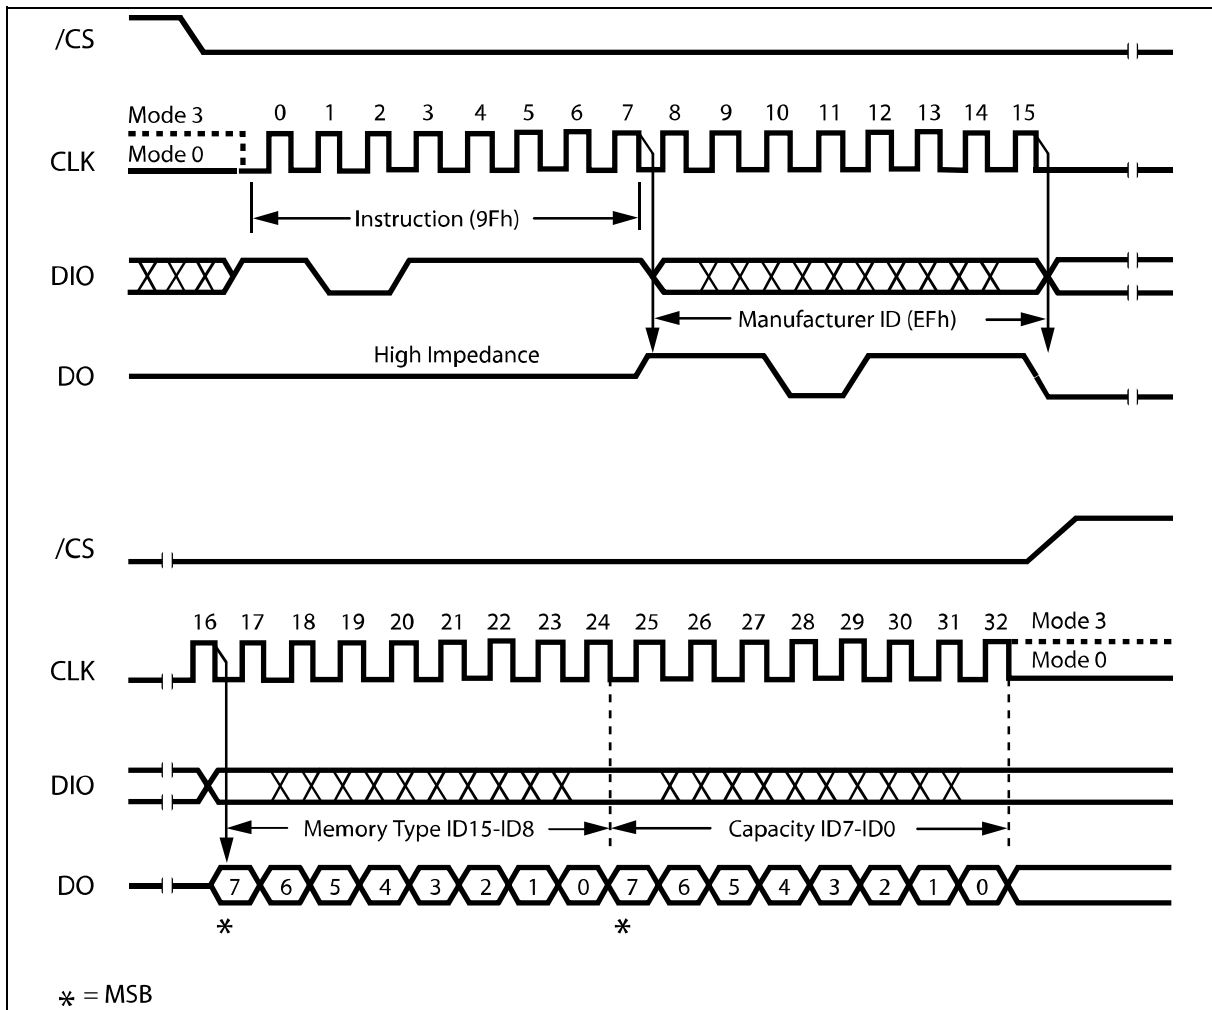 /CS
Mode 3
0 1 2 3 4 5 6 7 8 9 10 11 12 13 14 15
CLK
Mode 0
Instruction (9Fh)
DIO
Manufacturer ID (EFh)
High Impedance
DO
/CS
16 17 18 19 20 21 22 23 24 25 26 27 28 29 30 31 32
Mode 3
CLK
Mode 0
DIO
Memory Type ID15-ID8
Capacity ID7-ID0
DO
7 6 5 4 3 2 1 0 7 6 5 4 3 2 1 0
* *
* = MSB